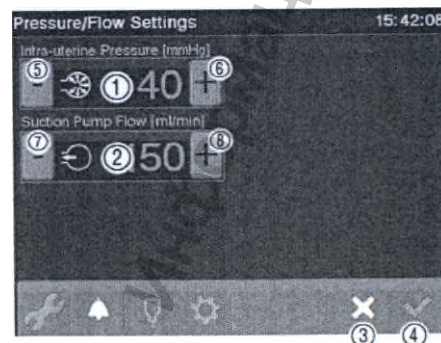 Pressure/Flow Settings 15:42:08
Intra-uterine Pressure [mmHg]
⑤ - ① 40 + ⑥
Suction Pump Flow [ml/min]
⑦ - ② 150 + ⑧
③ ④